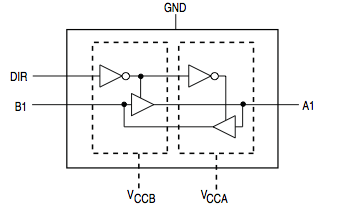 GND
DIR
B1
A1
VCCB
VCCA